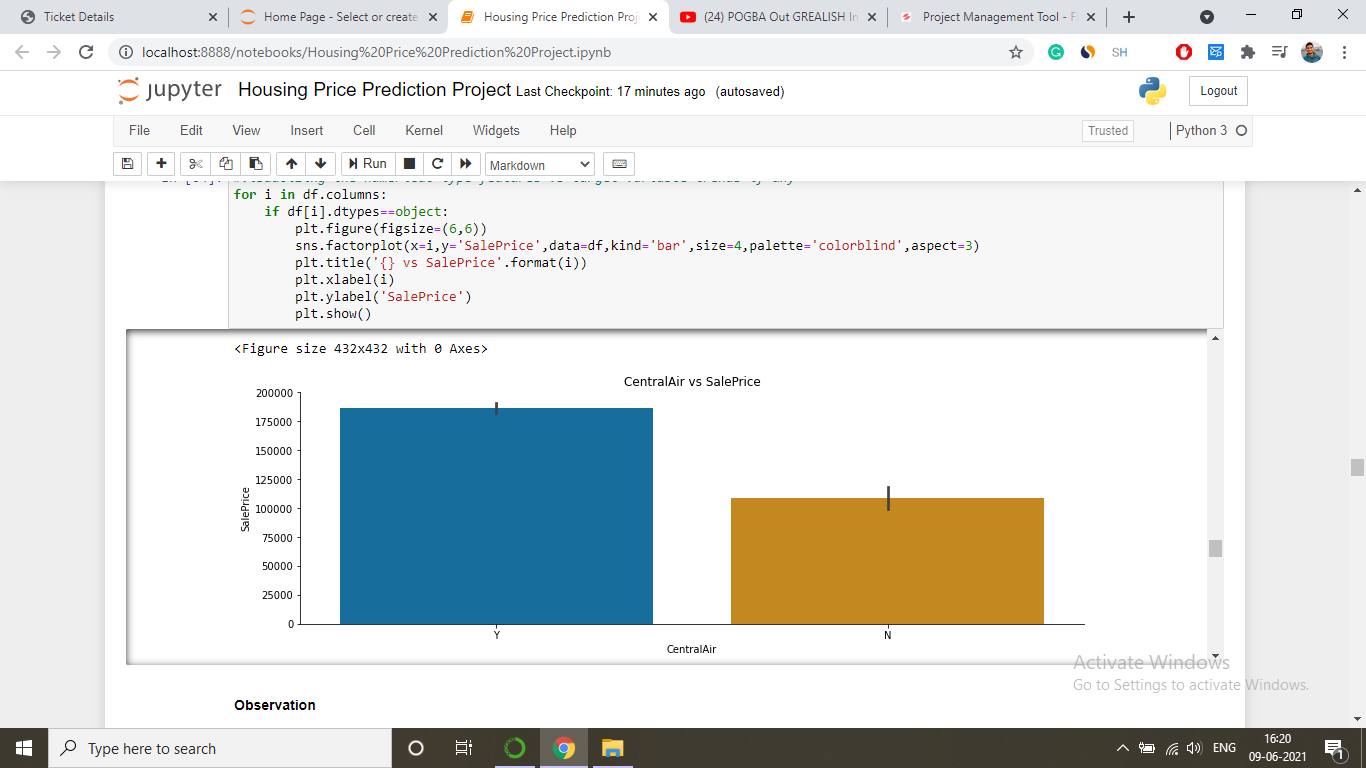 Ticket Details
Home Page - Select or create
Housing Price Prediction Proj
(24) POGBA Out GREALISH In
Project Management Tool - F
localhost:8888/notebooks/Housing%20Price%20Prediction%20Project.ipynb
SH
jupyter Housing Price Prediction Project Last Checkpoint: 17 minutes ago (autosaved)
Logout
File Edit View Insert Cell Kernel Widgets Help
Trusted
Python 3
Run
Markdown
for i in df.columns:
if df[i].dtypes==object:
plt.figure(figsize=(6,6))
sns.factorplot(x=i,y='SalePrice',data=df,kind='bar',size=4,palette='colorblind',aspect=3)
plt.title('{} vs SalePrice'.format(i))
plt.xlabel(i)
plt.ylabel('SalePrice')
plt.show()
<Figure size 432x432 with 0 Axes>
CentralAir vs SalePrice
200000
175000
150000
125000
100000
75000
50000
25000
0
SalePrice
Y
N
CentralAir
Observation
Activate Windows
Go to Settings to activate Windows.
Type here to search
ENG
16:20
09-06-2021
1